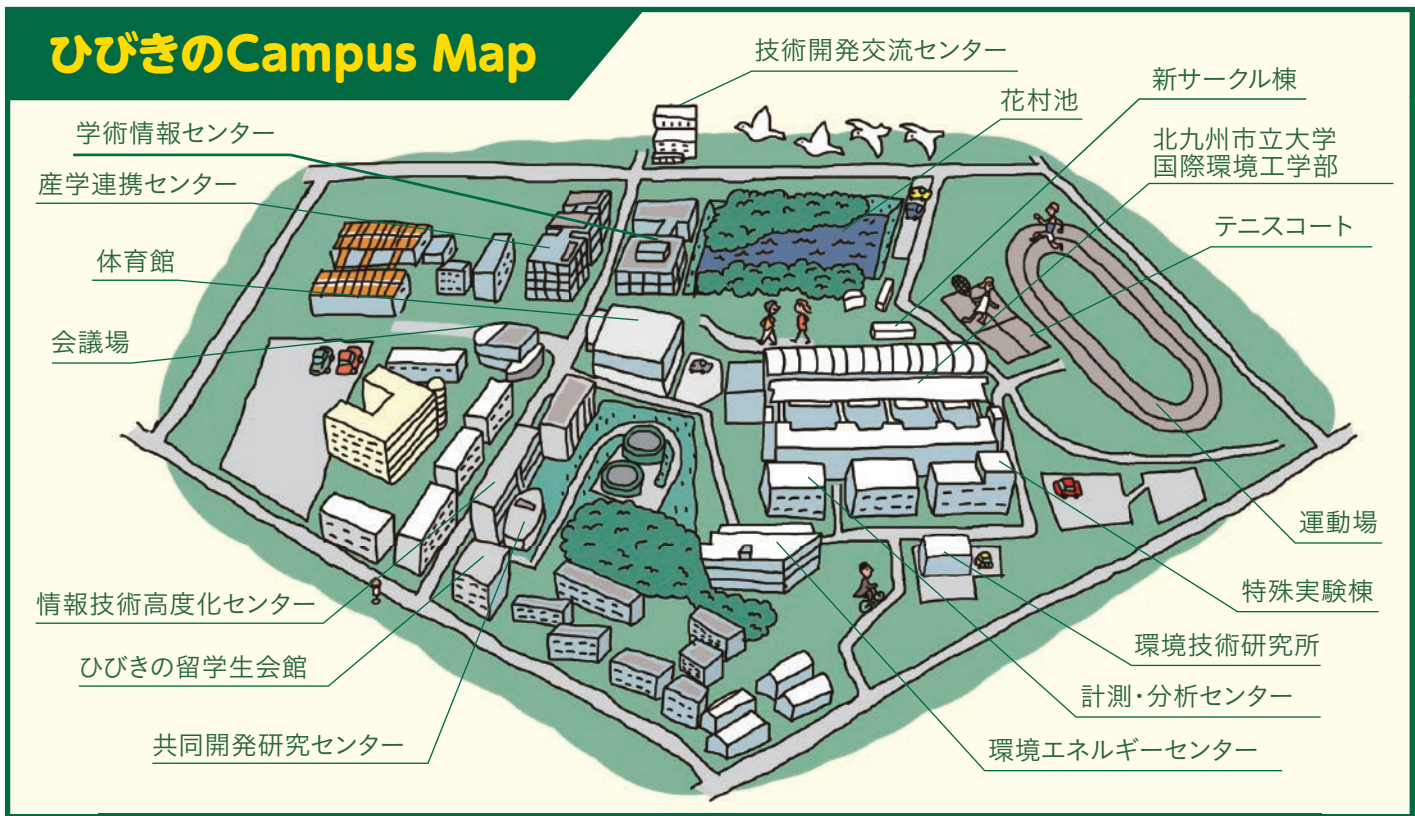 ひびきのCampus Map
技術開発交流センター
新サークル棟
花村池
学術情報センター
北九州市立大学
国際環境工学部
産学連携センター
テニスコート
体育館
会議場
運動場
情報技術高度化センター
特殊実験棟
ひびきの留学生会館
環境技術研究所
計測・分析センター
共同開発研究センター
環境エネルギーセンター